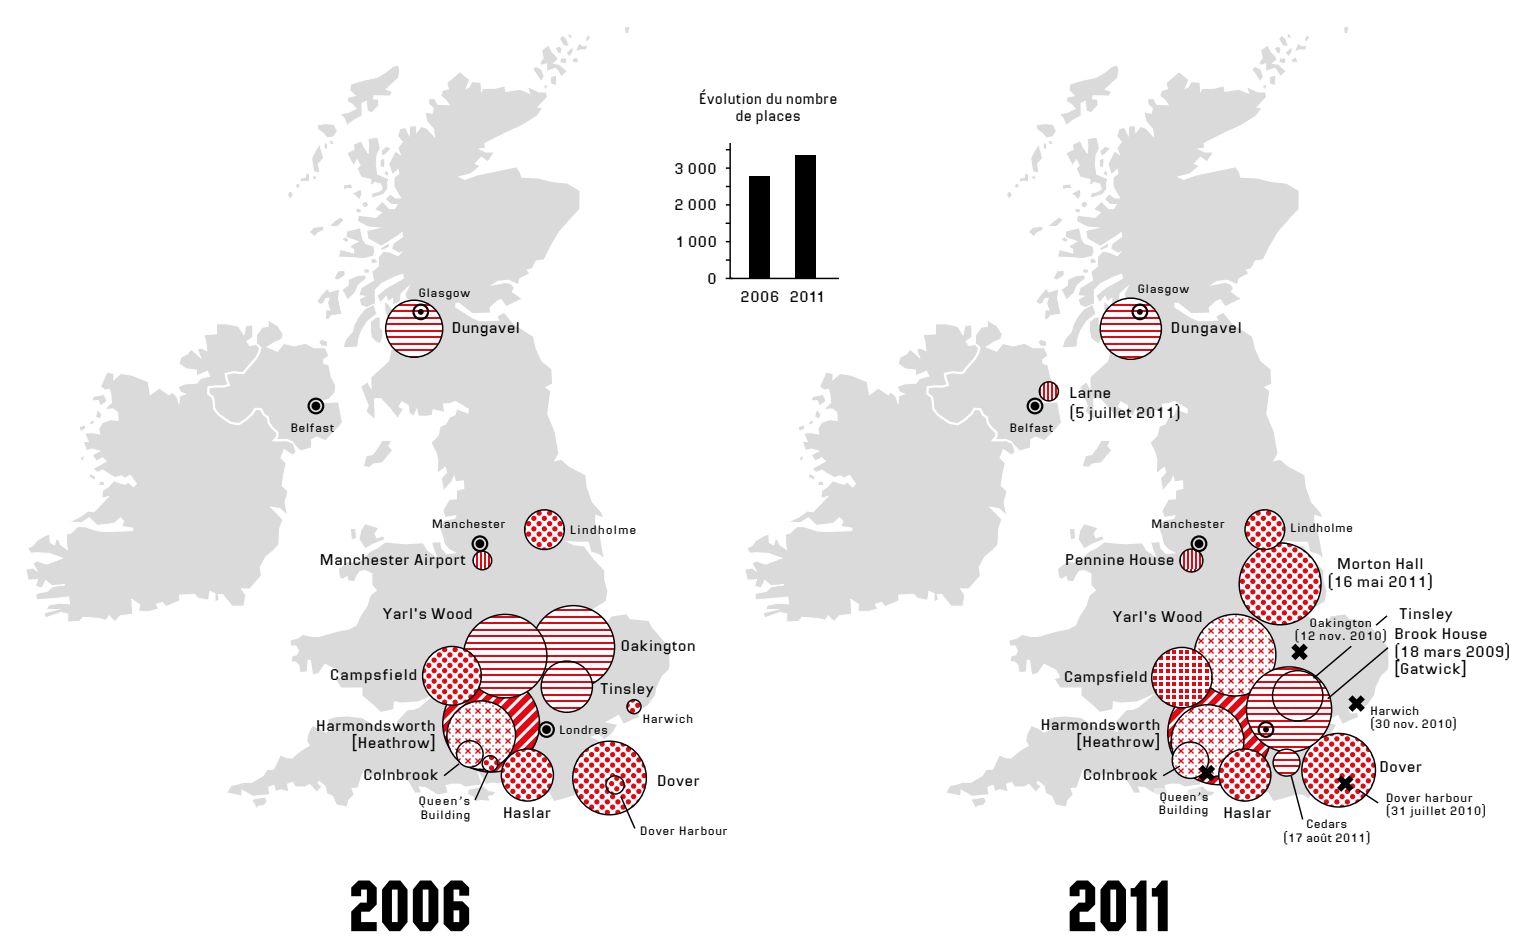 Évolution du nombre
de places
3 000
2 000
1 000
0
2006
2011
Glasgow
Dungavel
Belfast
Manchester
Lindholme
Manchester Airport
Yarl's Wood
Oakington
Campsfield
Tinsley
Harwich
Harmondsworth
[Heathrow]
Londres
Colnbrook
Dover
Queen's
Building
Haslar
Dover Harbour
2006
Glasgow
Dungavel
Larne
(5 juillet 2011)
Belfast
Manchester
Lindholme
Pennine House
Morton Hall
(16 mai 2011)
Yarl's Wood
Tinsley
Oakington
(12 nov. 2010)
Brook House
(18 mars 2009)
[Gatwick]
Campsfield
Harwich
(30 nov. 2010)
Harmondsworth
[Heathrow]
Colnbrook
Dover
Queen's
Building
Haslar
Dover harbour
(31 juillet 2010)
Cedars
(17 août 2011)
2011